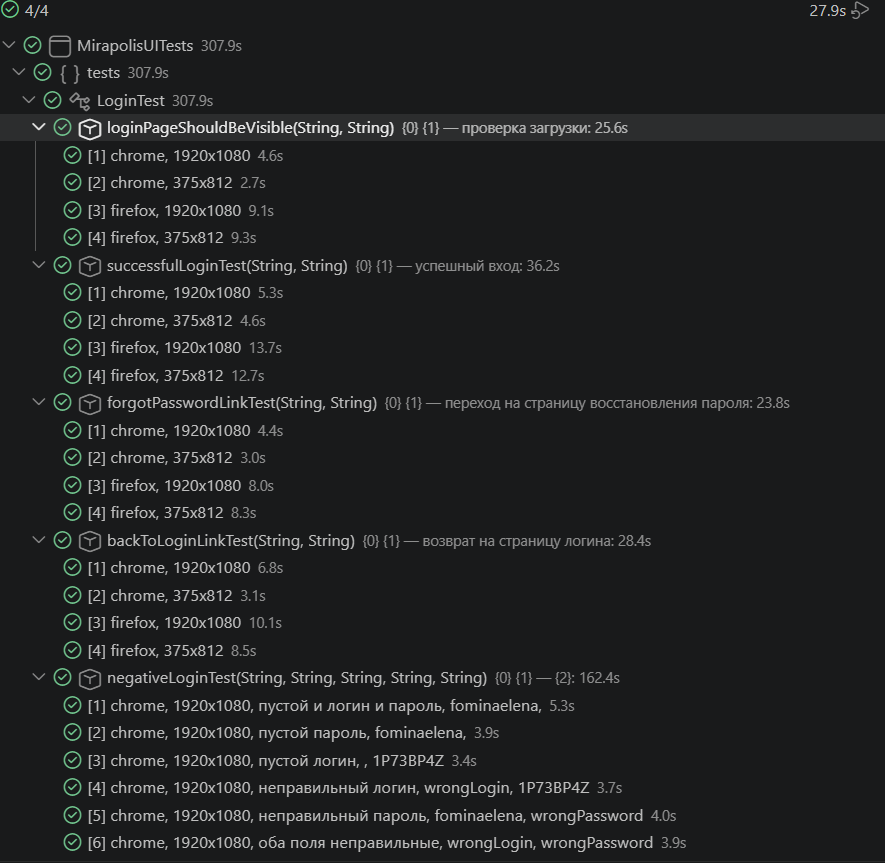 4/4 27.9s
MirapolisUITests 307.9s
{ } tests 307.9s
LoginTest 307.9s
loginPageShouldBeVisible(String, String) {0} {1} — проверка загрузки: 25.6s
[1] chrome, 1920x1080 4.6s
[2] chrome, 375x812 2.7s
[3] firefox, 1920x1080 9.1s
[4] firefox, 375x812 9.3s
successfulLoginTest(String, String) {0} {1} — успешный вход: 36.2s
[1] chrome, 1920x1080 5.3s
[2] chrome, 375x812 4.6s
[3] firefox, 1920x1080 13.7s
[4] firefox, 375x812 12.7s
forgotPasswordLinkTest(String, String) {0} {1} — переход на страницу восстановления пароля: 23.8s
[1] chrome, 1920x1080 4.4s
[2] chrome, 375x812 3.0s
[3] firefox, 1920x1080 8.0s
[4] firefox, 375x812 8.3s
backToLoginLinkTest(String, String) {0} {1} — возврат на страницу логина: 28.4s
[1] chrome, 1920x1080 6.8s
[2] chrome, 375x812 3.1s
[3] firefox, 1920x1080 10.1s
[4] firefox, 375x812 8.5s
negativeLoginTest(String, String, String, String, String) {0} {1} — {2}: 162.4s
[1] chrome, 1920x1080, пустой и логин и пароль, fominaelena, 5.3s
[2] chrome, 1920x1080, пустой пароль, fominaelena, 3.9s
[3] chrome, 1920x1080, пустой логин, , 1P73BP4Z 3.4s
[4] chrome, 1920x1080, неправильный логин, wrongLogin, 1P73BP4Z 3.7s
[5] chrome, 1920x1080, неправильный пароль, fominaelena, wrongPassword 4.0s
[6] chrome, 1920x1080, оба поля неправильные, wrongLogin, wrongPassword 3.9s